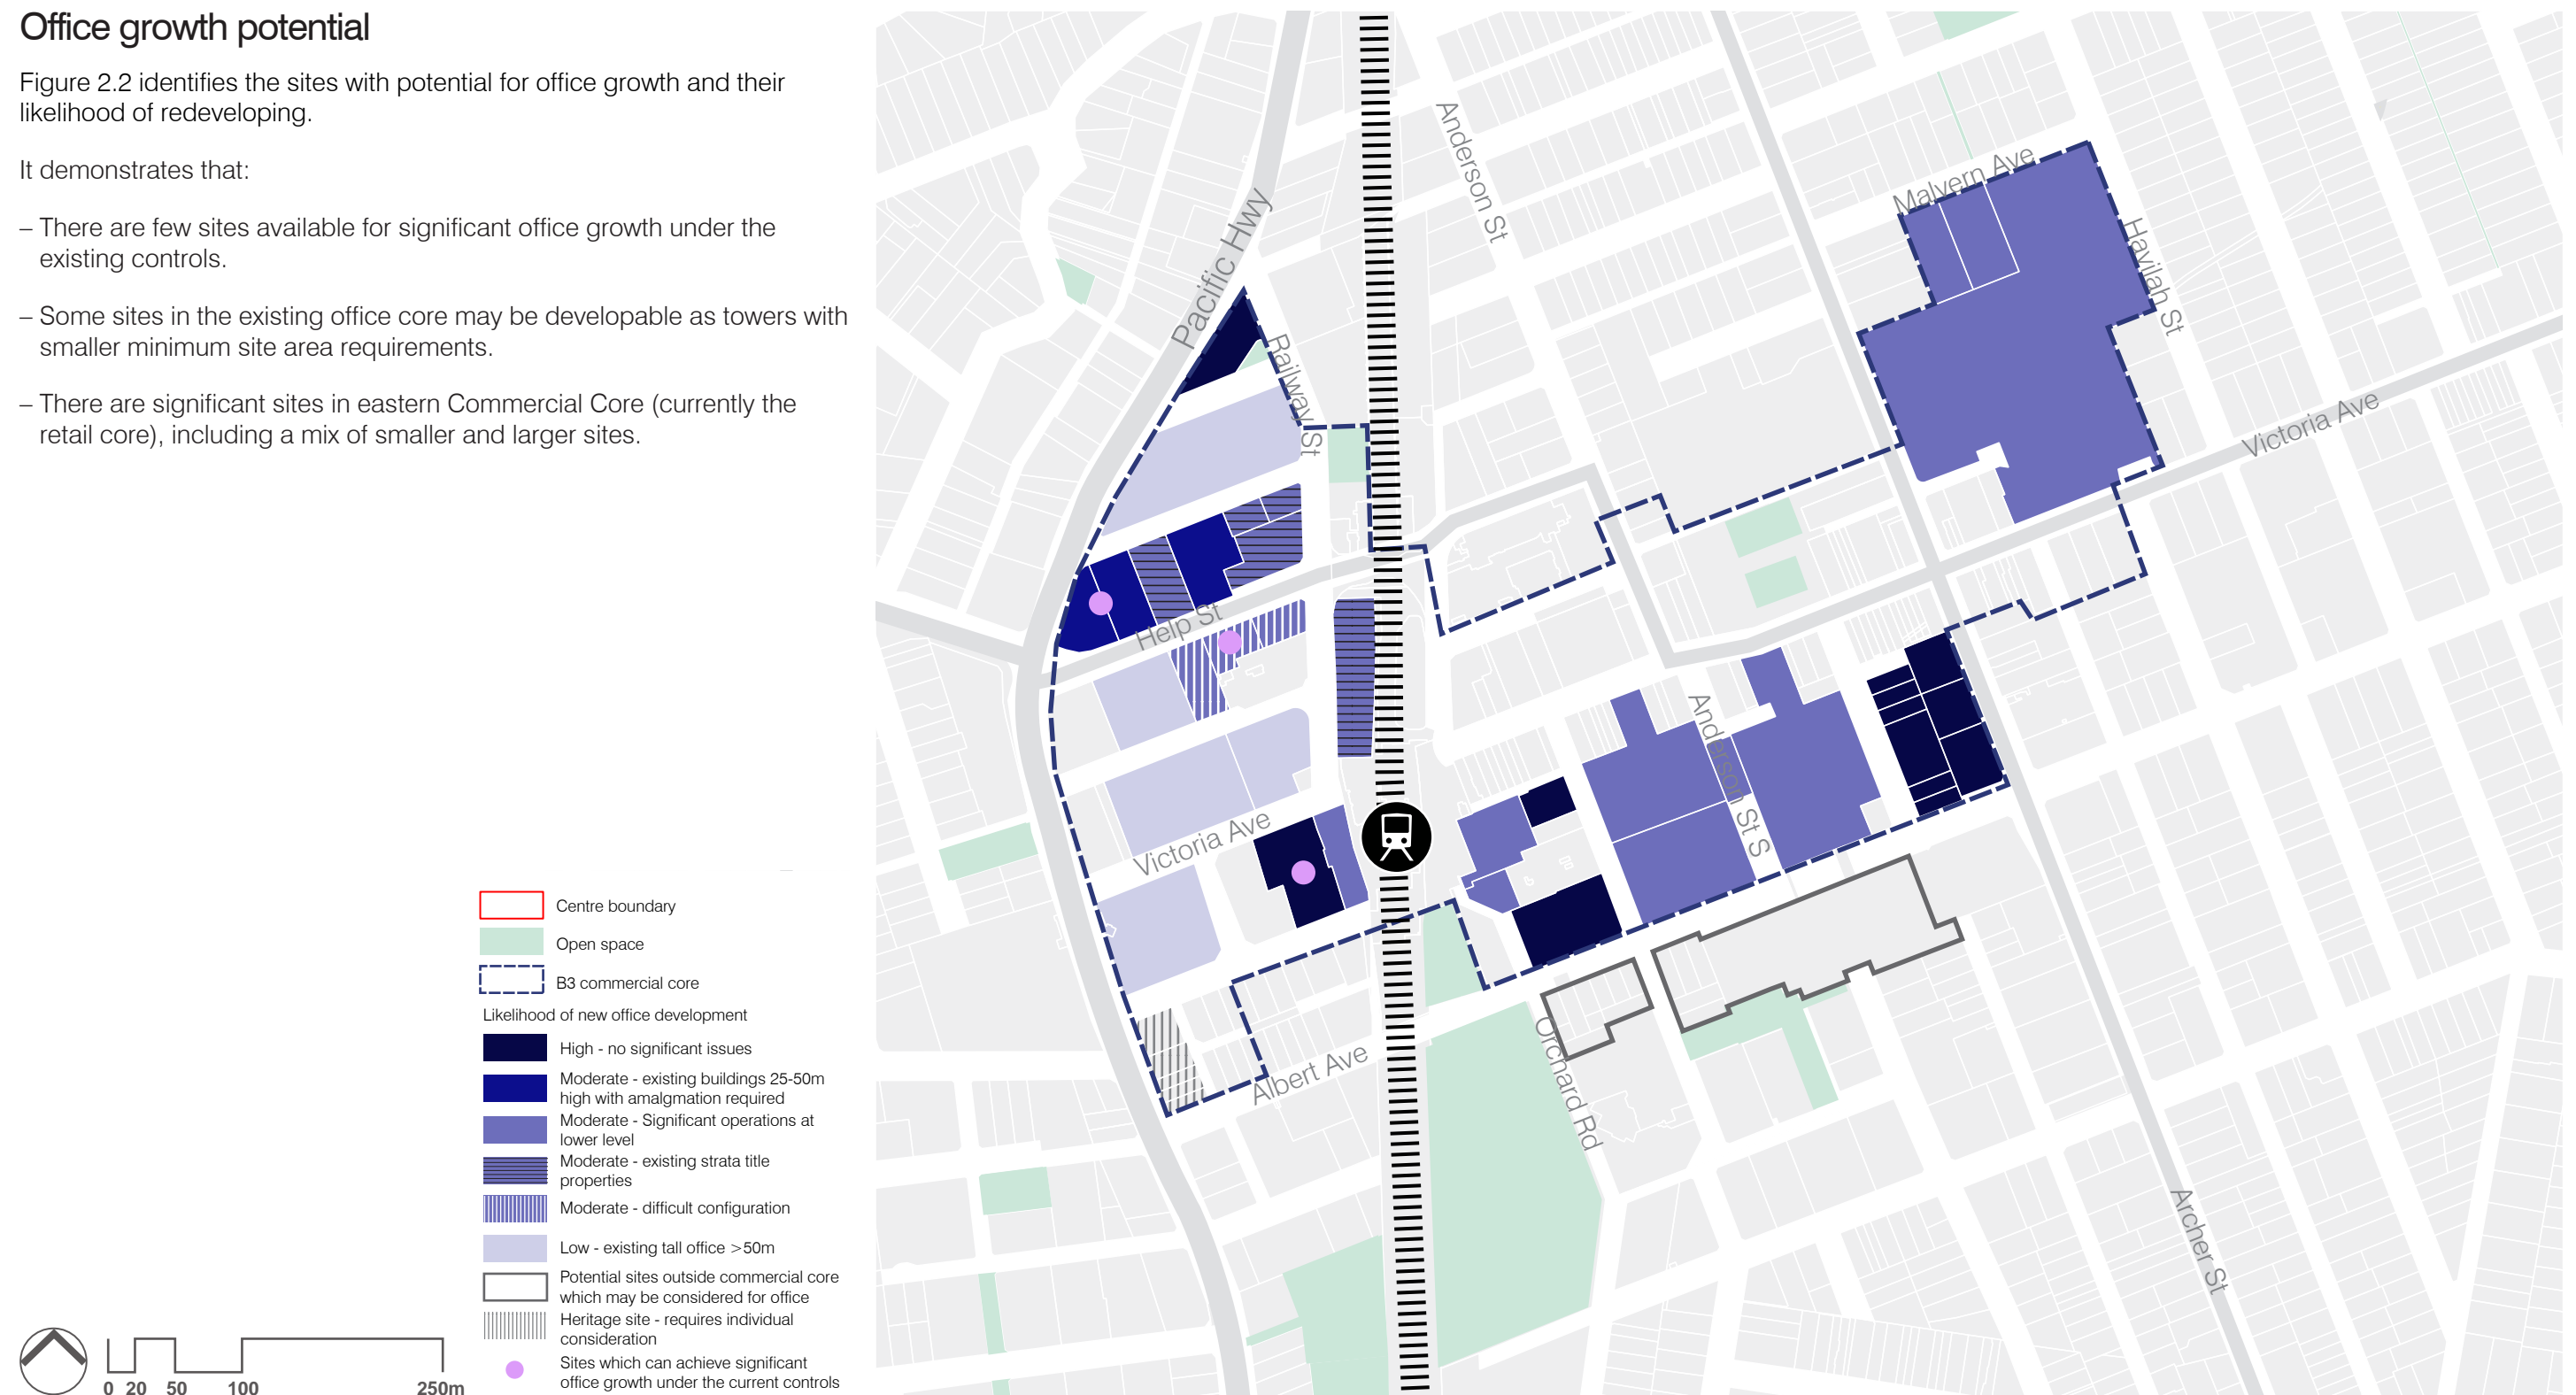 Office growth potential
Figure 2.2 identifies the sites with potential for office growth and their
likelihood of redeveloping.
It demonstrates that:
– There are few sites available for significant office growth under the
existing controls.
– Some sites in the existing office core may be developable as towers with
smaller minimum site area requirements.
– There are significant sites in eastern Commercial Core (currently the
retail core), including a mix of smaller and larger sites.
Centre boundary
Open space
B3 commercial core
Likelihood of new office development
High - no significant issues
Moderate - existing buildings 25-50m
high with amalgmation required
Moderate - Significant operations at
lower level
Moderate - existing strata title
properties
Moderate - difficult configuration
Low - existing tall office >50m
Potential sites outside commercial core
which may be considered for office
Heritage site - requires individual
consideration
Sites which can achieve significant
office growth under the current controls
0 20 50 100 250m
Pacific Hwy
Anderson St
Malvern Ave
Havilah St
Railway St
Victoria Ave
Help St
Anderson St S
Victoria Ave
Albert Ave
Orchard Rd
Archer St